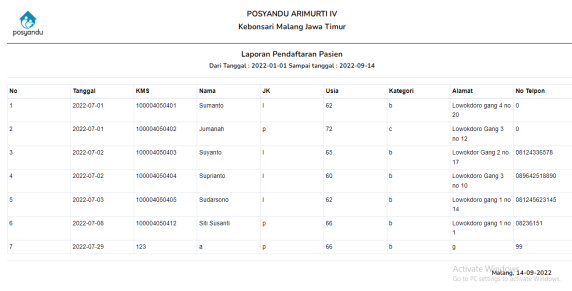 POSYANDU ARIMURTI IV
Kebonsari Malang Jawa Timur
posyandu
Laporan Pendaftaran Pasien
Dari Tanggal : 2022-01-01 Sampai tanggal : 2022-09-14
No Tanggal KMS Nama JK Usia Kategori Alamat No Telpon
1 2022-07-01 100004050401 Sumanto l 62 b Lowokdoro gang 4 no 0
20
2 2022-07-01 100004050402 Jumanah p 72 c Lowokdoro Gang 3 0
no 12
3 2022-07-02 100004050403 Suyanto l 65 b Lowokdor Gang 2 no 08124336578
17
4 2022-07-02 100004050404 Suprianto l 60 b Lowokdoro Gang 3 089642518890
no 10
5 2022-07-03 100004050405 Sudarsono l 62 b Lowokdoro gang 1 no 081245623145
14
6 2022-07-08 100004050412 Siti Susanti p 66 b Lowokdoro gang 1 no 08236151
1
7 2022-07-29 123 a p 66 b g 99
Activate Windows
Malang, 14-09-2022
Go to PC settings to activate Windows.